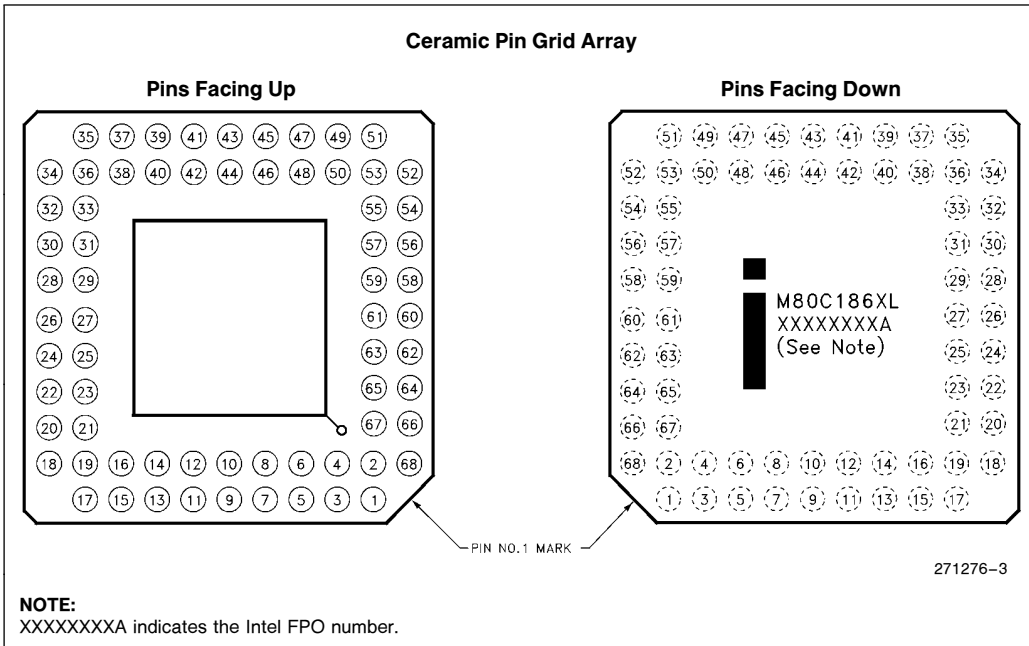 Ceramic Pin Grid Array
Pins Facing Up
35 37 39 41 43 45 47 49 51
34 36 38 40 42 44 46 48 50 53 52
32 33 55 54
30 31 57 56
28 29 59 58
26 27 61 60
24 25 63 62
22 23 65 64
20 21 67 66
18 19 16 14 12 10 8 6 4 2 68
17 15 13 11 9 7 5 3 1
Pins Facing Down
51 49 47 45 43 41 39 37 35
52 53 50 48 46 44 42 40 38 36 34
54 55 33 32
56 57 31 30
58 59 29 28
60 61 27 26
62 63 25 24
64 65 23 22
66 67 21 20
68 2 4 6 8 10 12 14 16 19 18
1 3 5 7 9 11 13 15 17
M80C186XL
XXXXXXXXA
(See Note)
PIN NO.1 MARK
271276–3
NOTE:
XXXXXXXXA indicates the Intel FPO number.